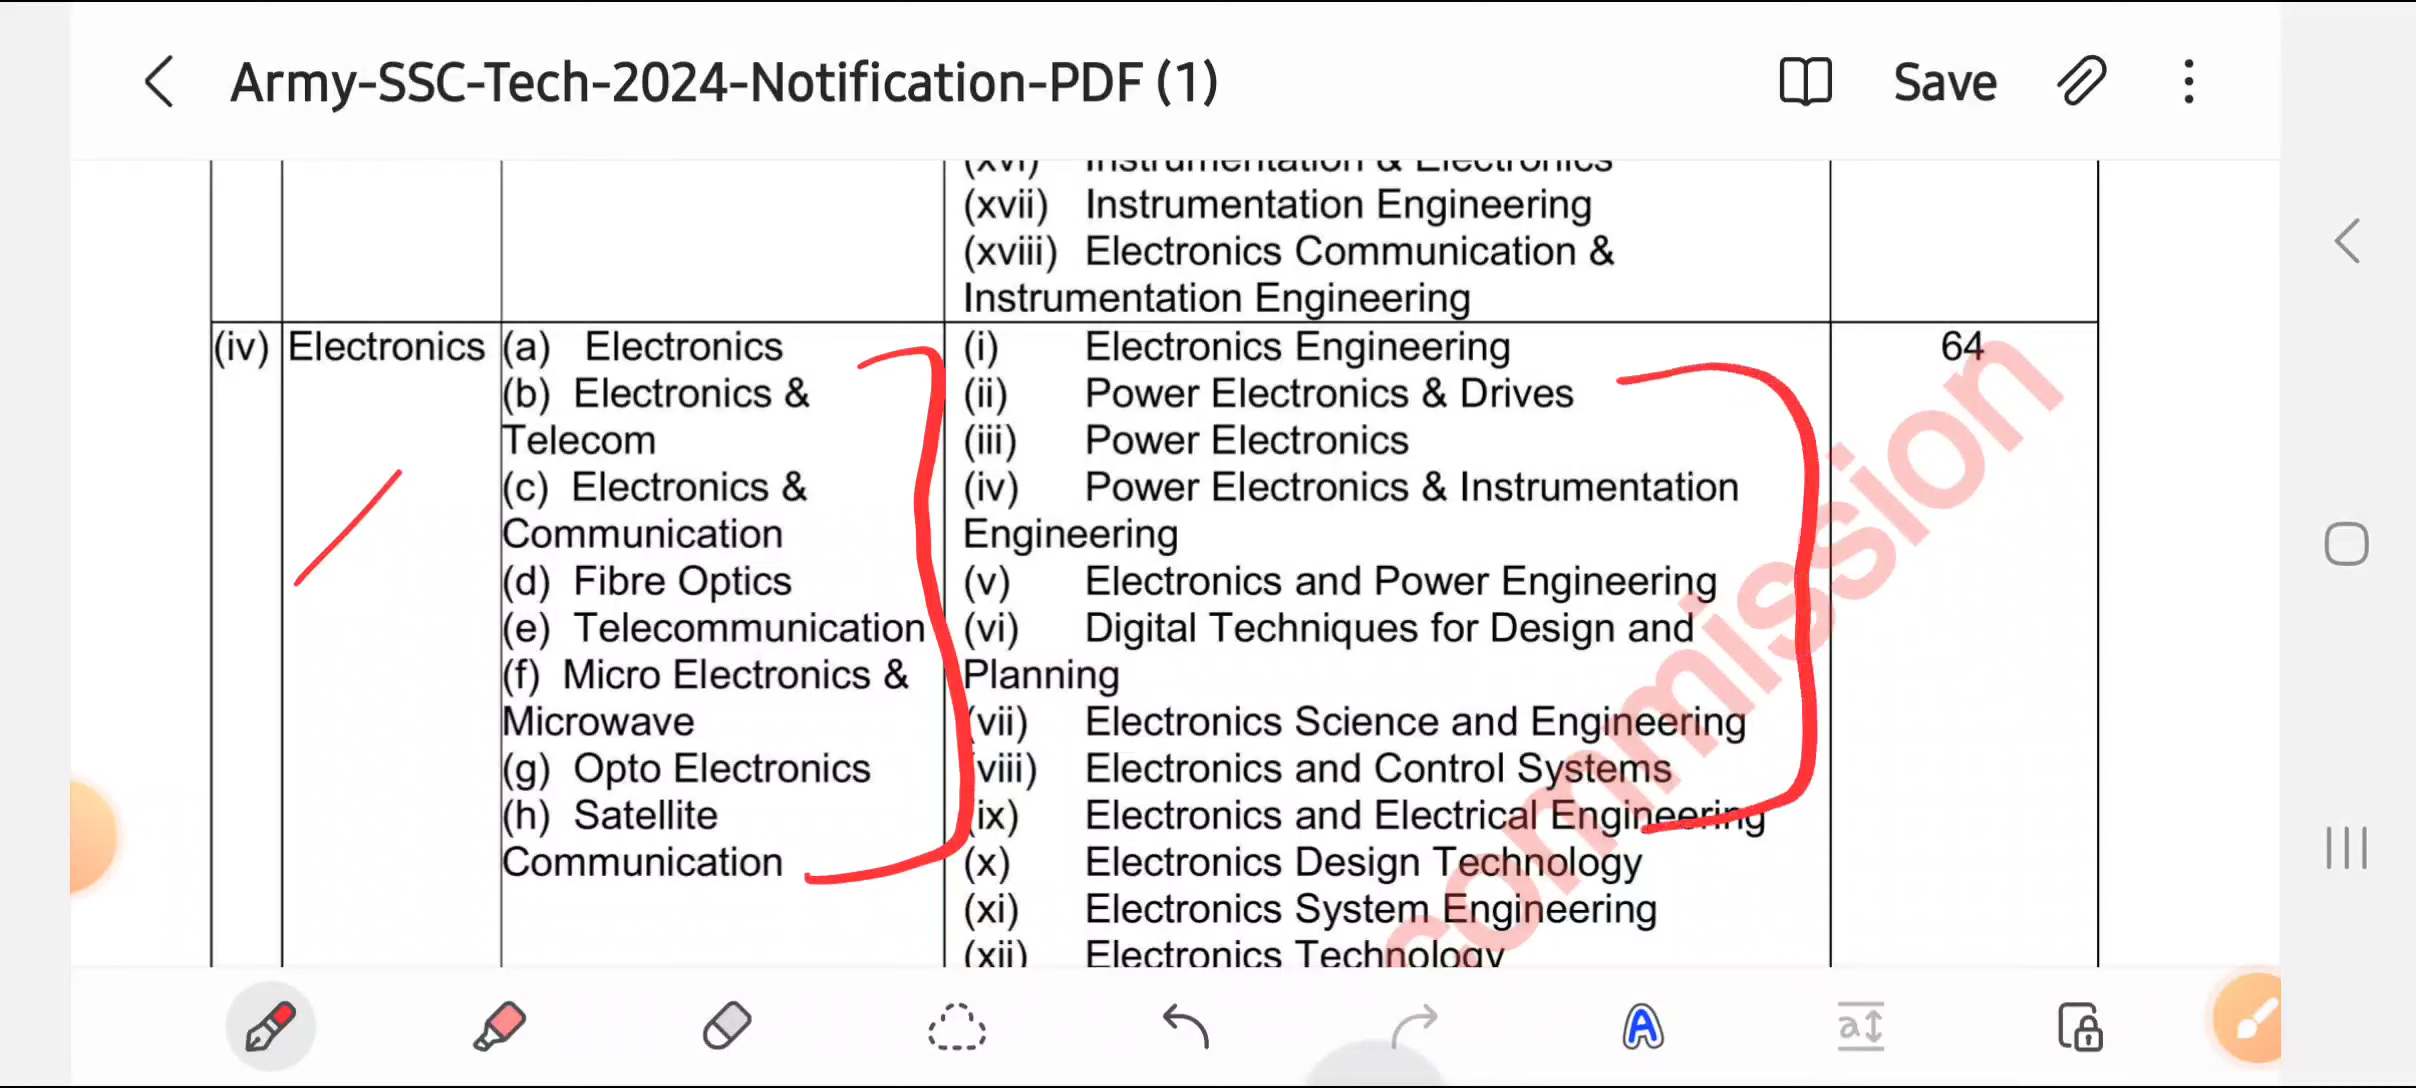 Army-SSC-Tech-2024-Notification-PDF (1)
Save
(xvi) Instrumentation & Electronics
(xvii) Instrumentation Engineering
(xviii) Electronics Communication &
Instrumentation Engineering
(iv) Electronics (a) Electronics (i) Electronics Engineering 64
(b) Electronics & (ii) Power Electronics & Drives
Telecom (iii) Power Electronics
(c) Electronics & (iv) Power Electronics & Instrumentation
Communication Engineering
(d) Fibre Optics (v) Electronics and Power Engineering
(e) Telecommunication (vi) Digital Techniques for Design and
(f) Micro Electronics & Planning
Microwave (vii) Electronics Science and Engineering
(g) Opto Electronics (viii) Electronics and Control Systems
(h) Satellite (ix) Electronics and Electrical Engineering
Communication (x) Electronics Design Technology
(xi) Electronics System Engineering
(xii) Electronics Technology
commission
A
a